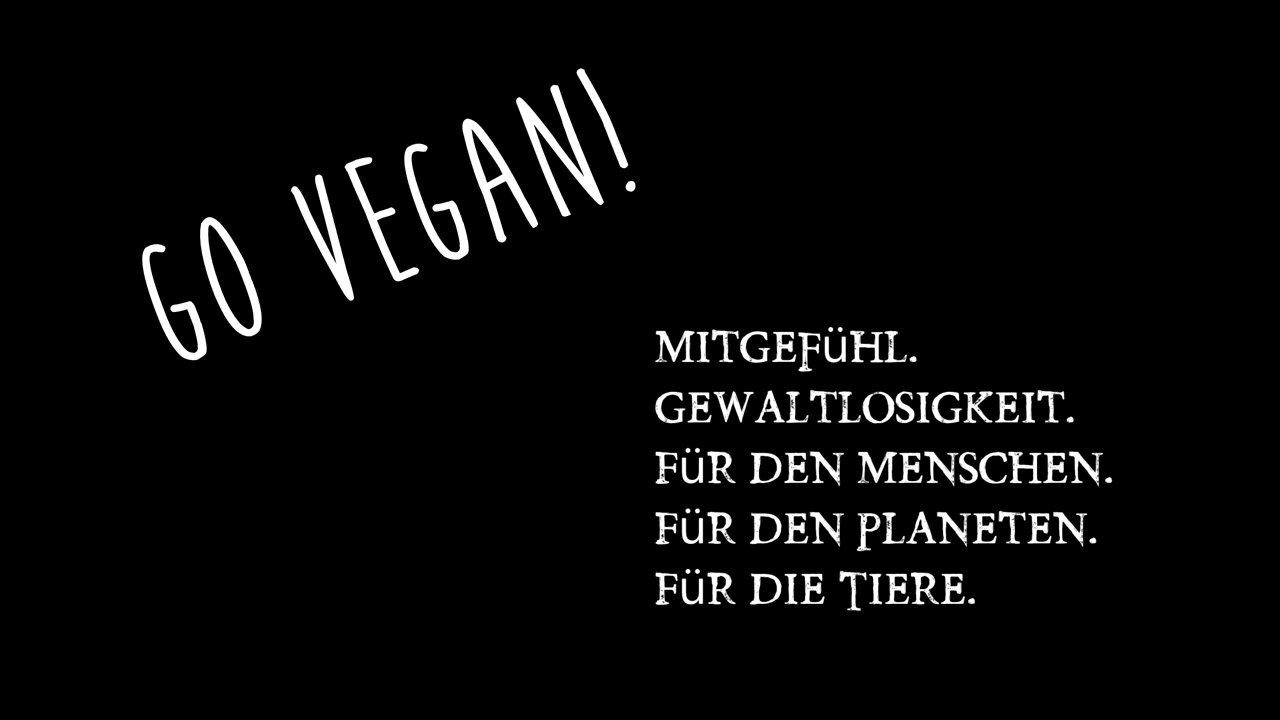 GO VEGAN!
MITGEFÜHL.
GEWALTLOSIGKEIT.
FÜR DEN MENSCHEN.
FÜR DEN PLANETEN.
FÜR DIE TIERE.